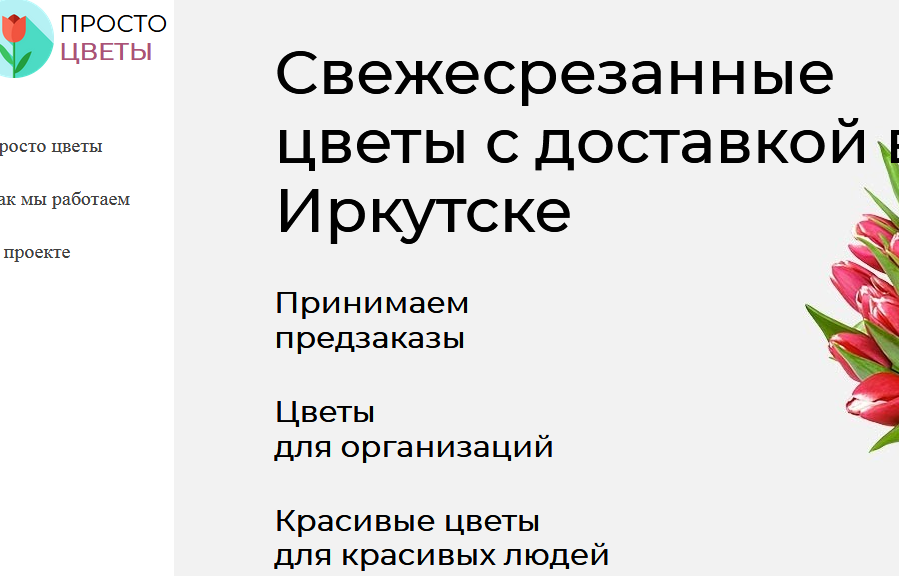 ПРОСТО
ЦВЕТЫ
росто цветы
ак мы работаем
проекте
Свежесрезанные
цветы с доставкой в
Иркутске
Принимаем
предзаказы
Цветы
для организаций
Красивые цветы
для красивых людей